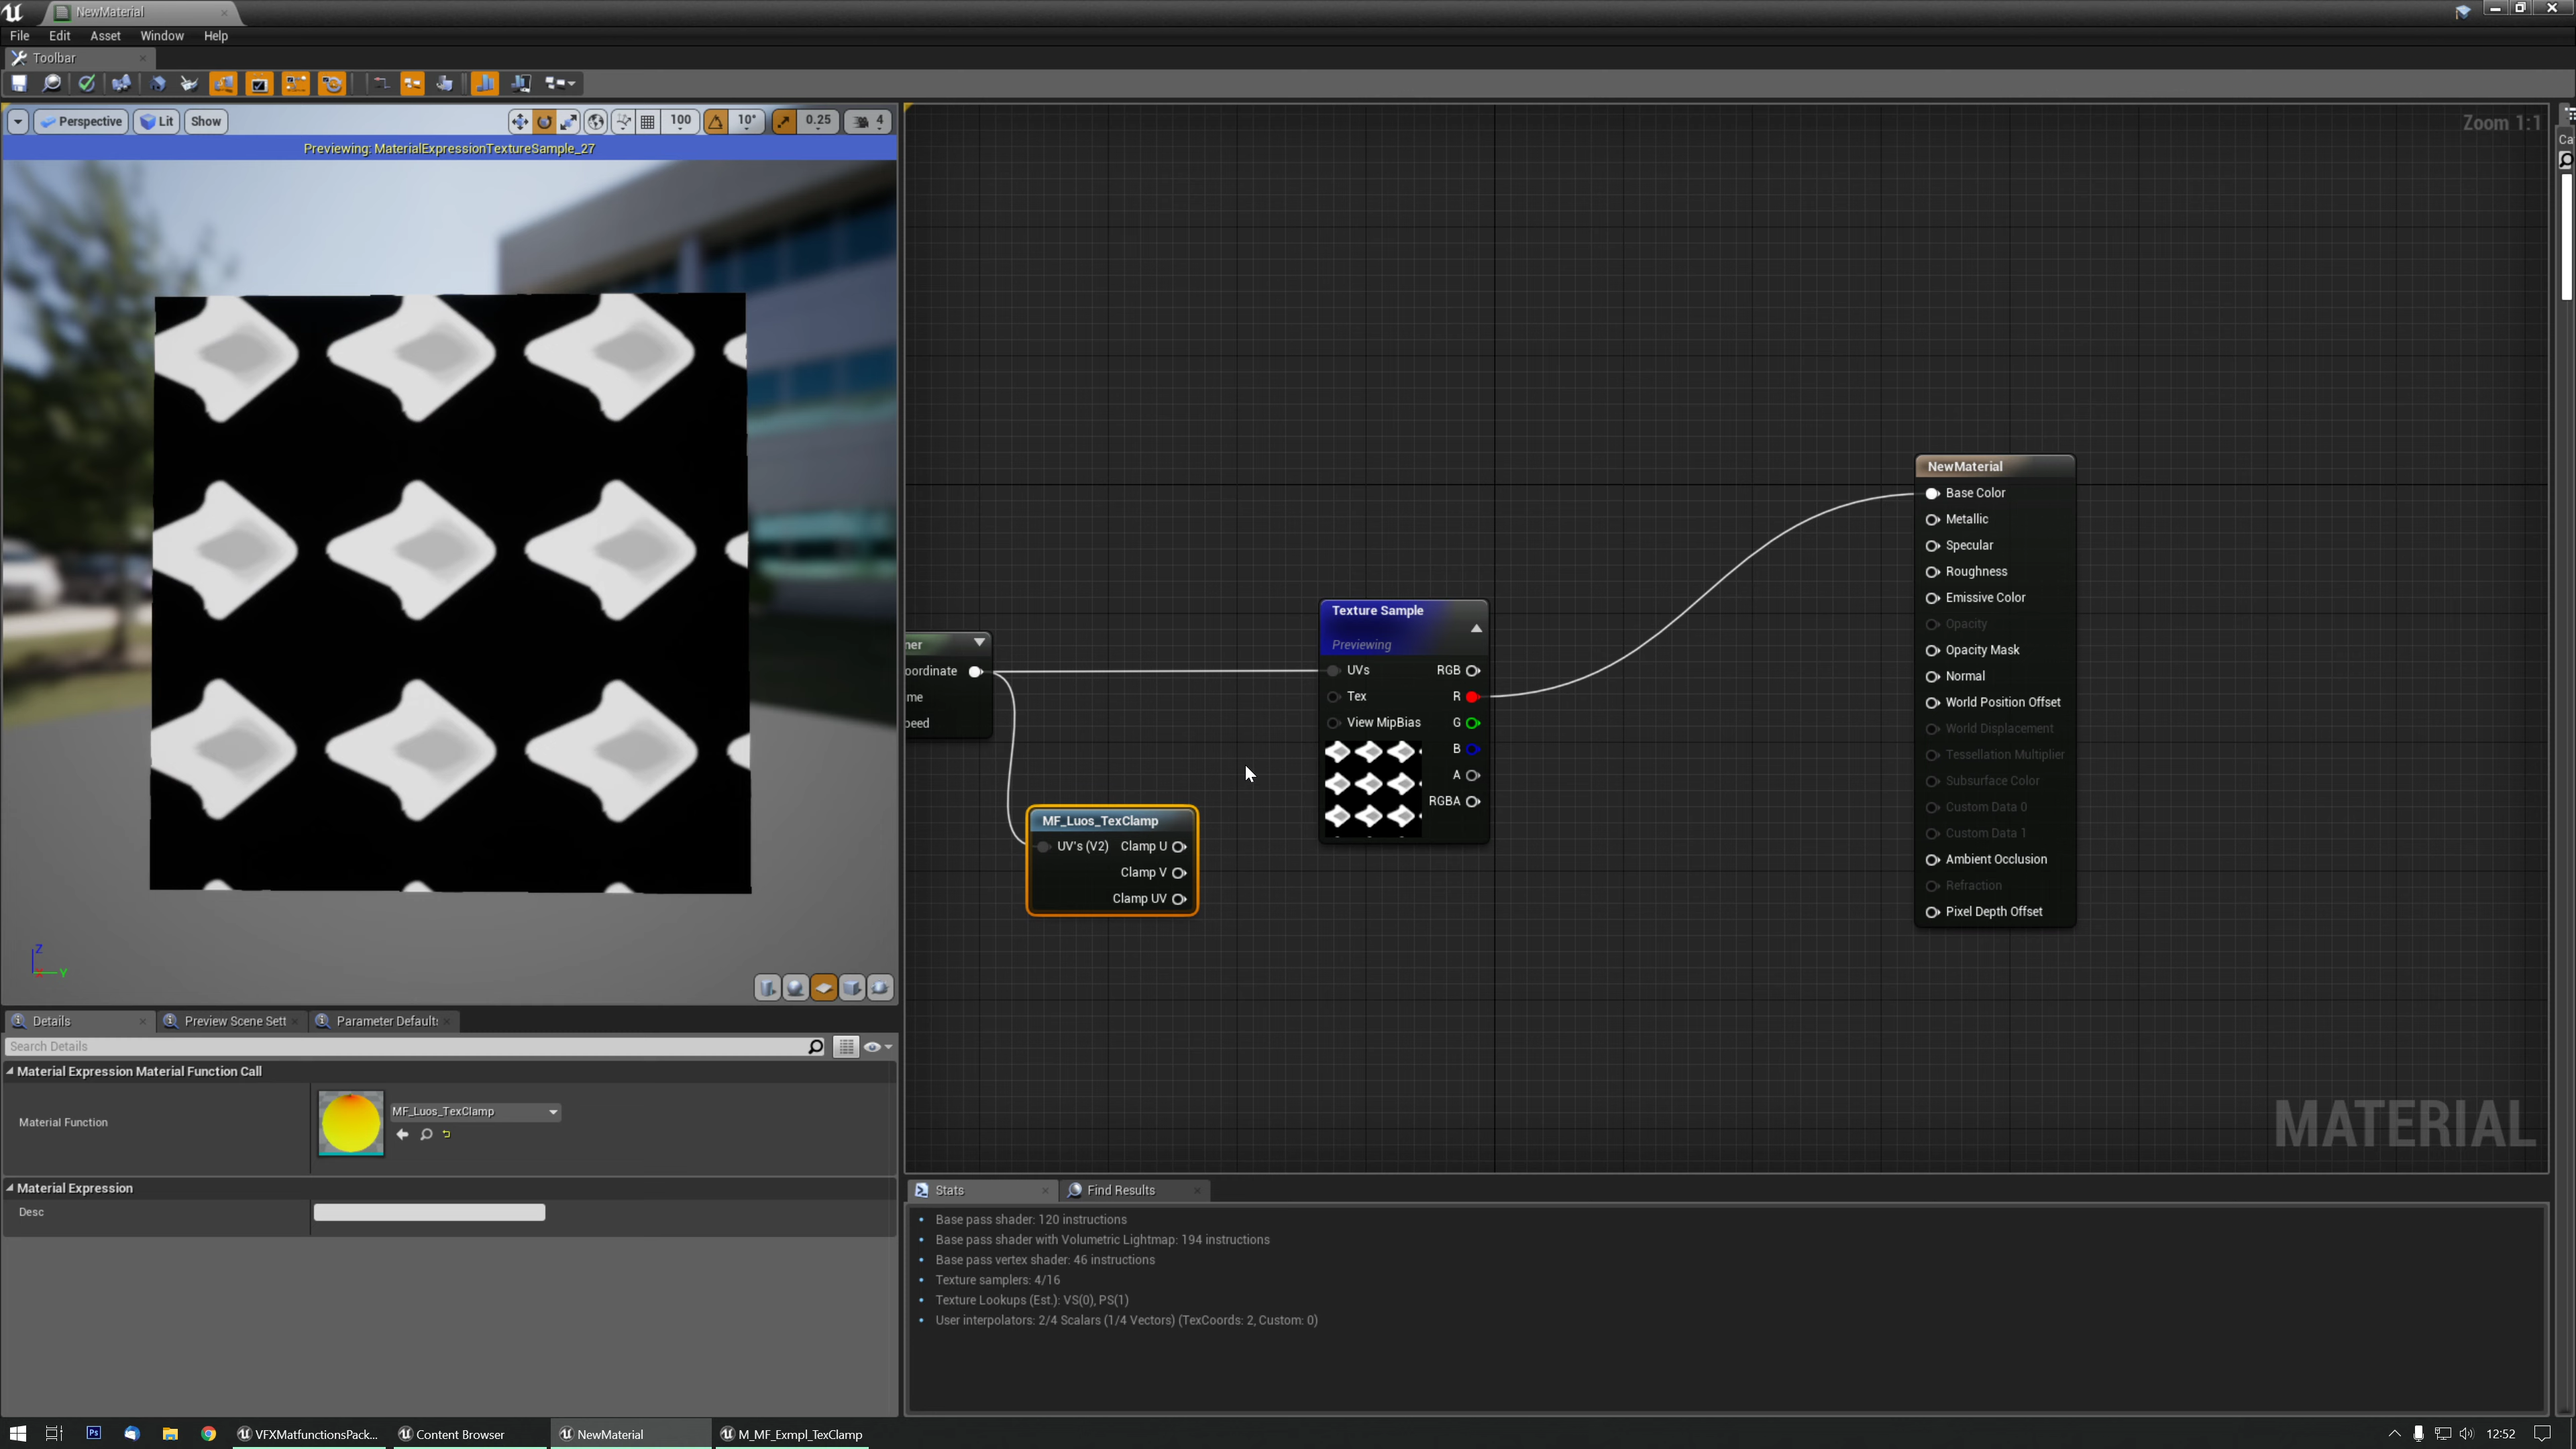 NewMaterial
File Edit Asset Window Help
Toolbar
Perspective Lit Show 100 10° 0.25 4
Previewing: MaterialExpressionTextureSample_27
Zoom 1:1
Ca
NewMaterial
Base Color
Metallic
Specular
Roughness
Emissive Color
Opacity
Opacity Mask
Normal
World Position Offset
World Displacement
Tessellation Multiplier
Subsurface Color
Custom Data 0
Custom Data 1
Ambient Occlusion
Refraction
Pixel Depth Offset
Texture Sample
Previewing
UVs RGB
Tex R
View MipBias G
B
A
RGBA
ner
oordinate
me
peed
MF_Luos_TexClamp
UV's (V2) Clamp U
Clamp V
Clamp UV
Z
Y
MATERIAL
Details Preview Scene Sett Parameter Default
Search Details
Material Expression Material Function Call
Material Function MF_Luos_TexClamp
Material Expression
Desc
Stats Find Results
Base pass shader: 120 instructions
Base pass shader with Volumetric Lightmap: 194 instructions
Base pass vertex shader: 46 instructions
Texture samplers: 4/16
Texture Lookups (Est.): VS(0), PS(1)
User interpolators: 2/4 Scalars (1/4 Vectors) (TexCoords: 2, Custom: 0)
Ps VFXMatfunctionsPack... Content Browser NewMaterial M_MF_Exmpl_TexClamp 12:52